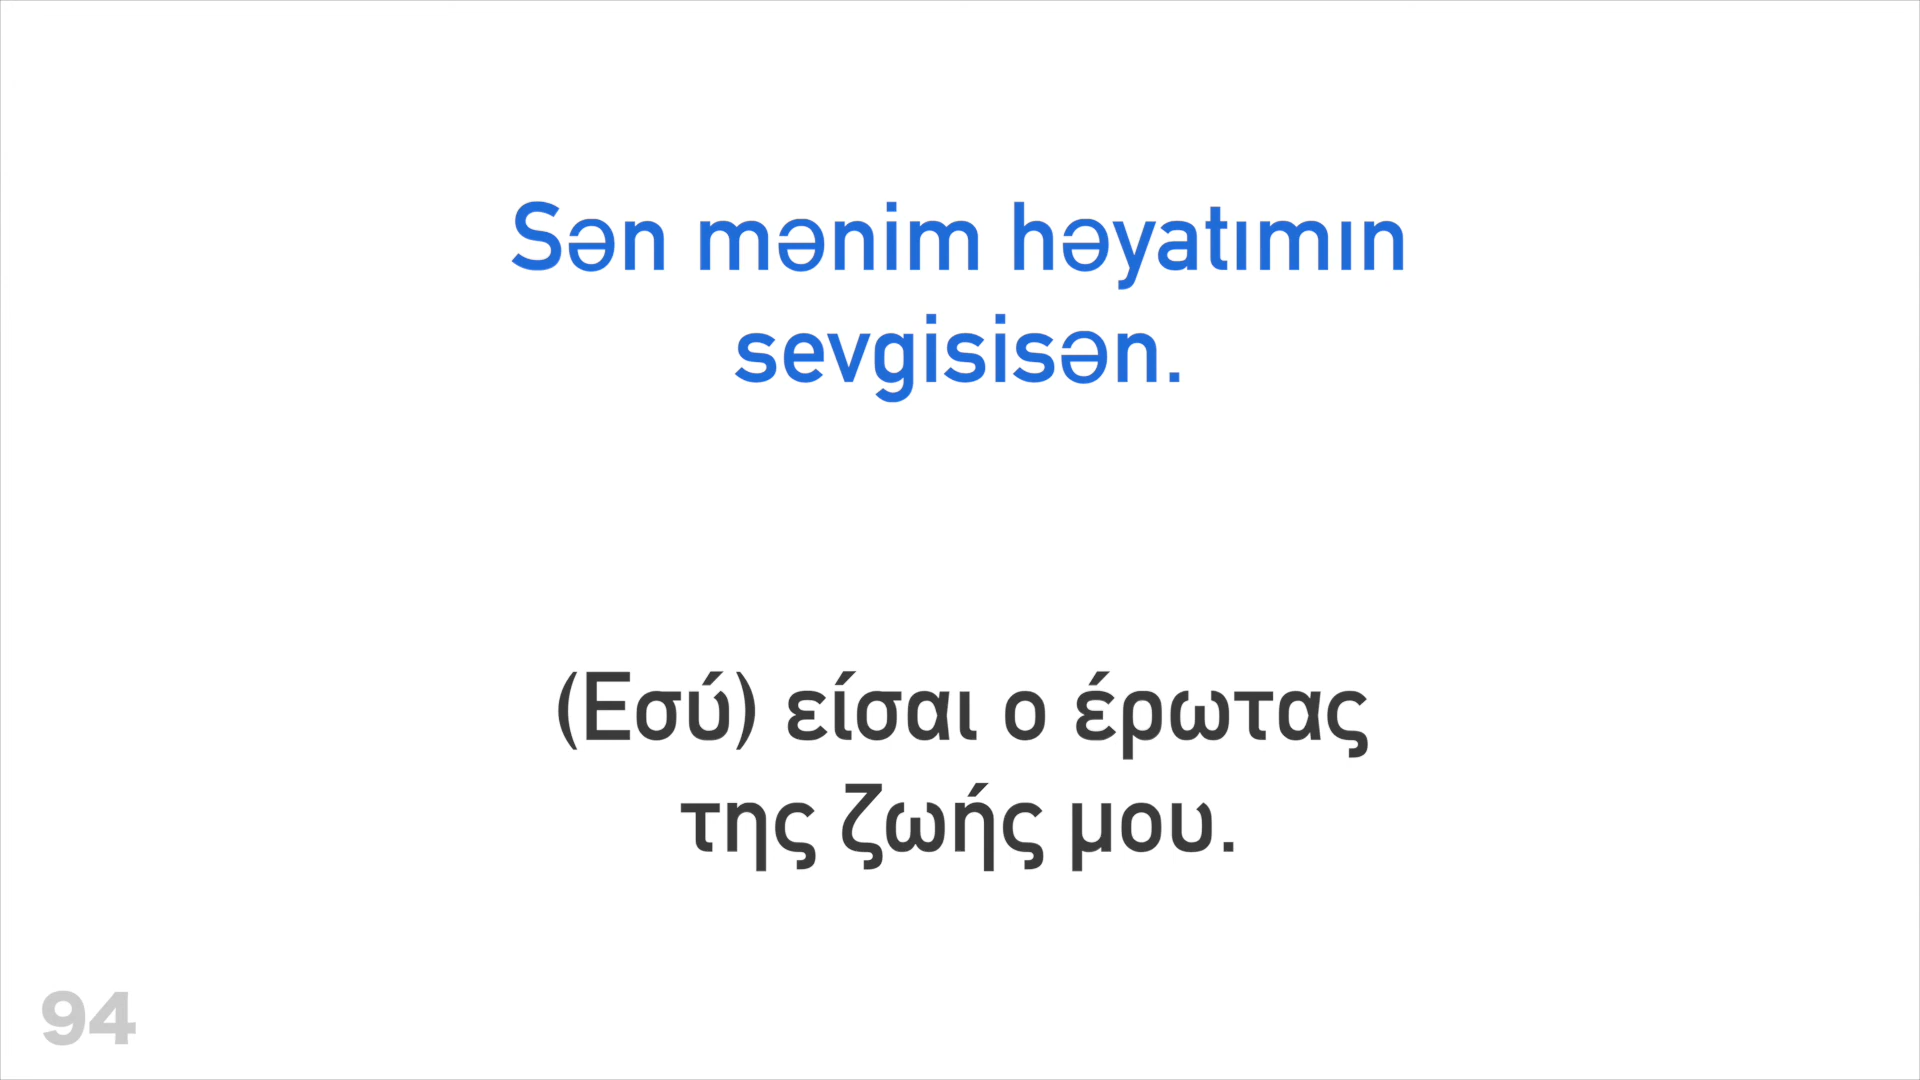 Sən mənim həyatımın
sevgisisən.
(Εσύ) είσαι ο έρωτας
της ζωής μου.
94